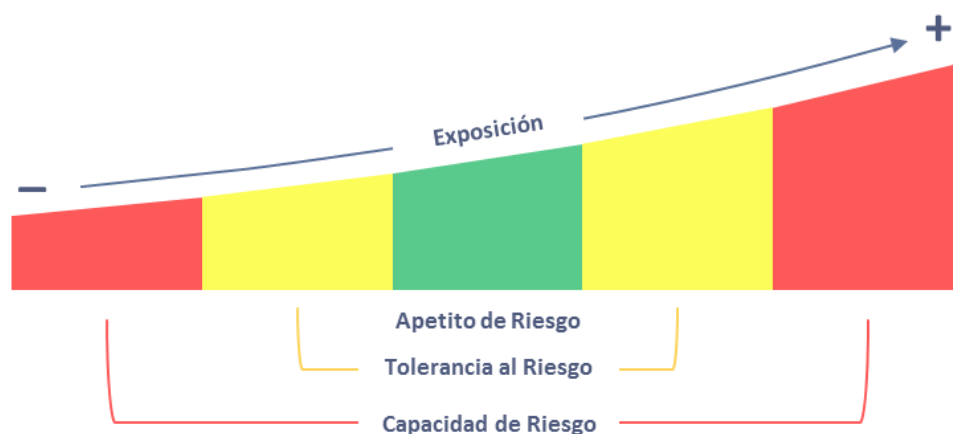 +
Exposición
−
Apetito de Riesgo
Tolerancia al Riesgo
Capacidad de Riesgo